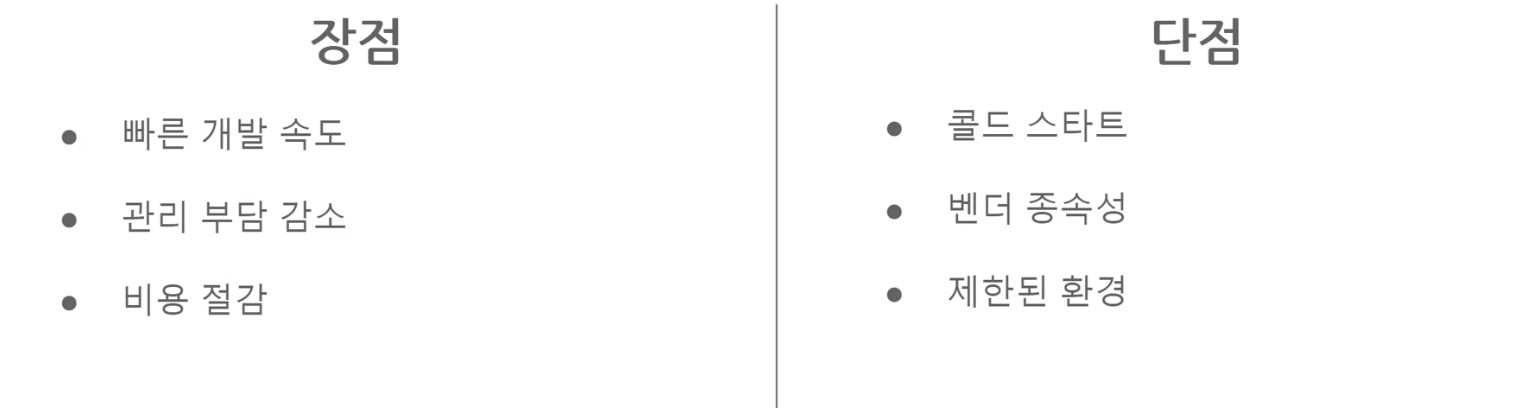 장점
● 빠른 개발 속도
● 관리 부담 감소
● 비용 절감
단점
● 콜드 스타트
● 벤더 종속성
● 제한된 환경